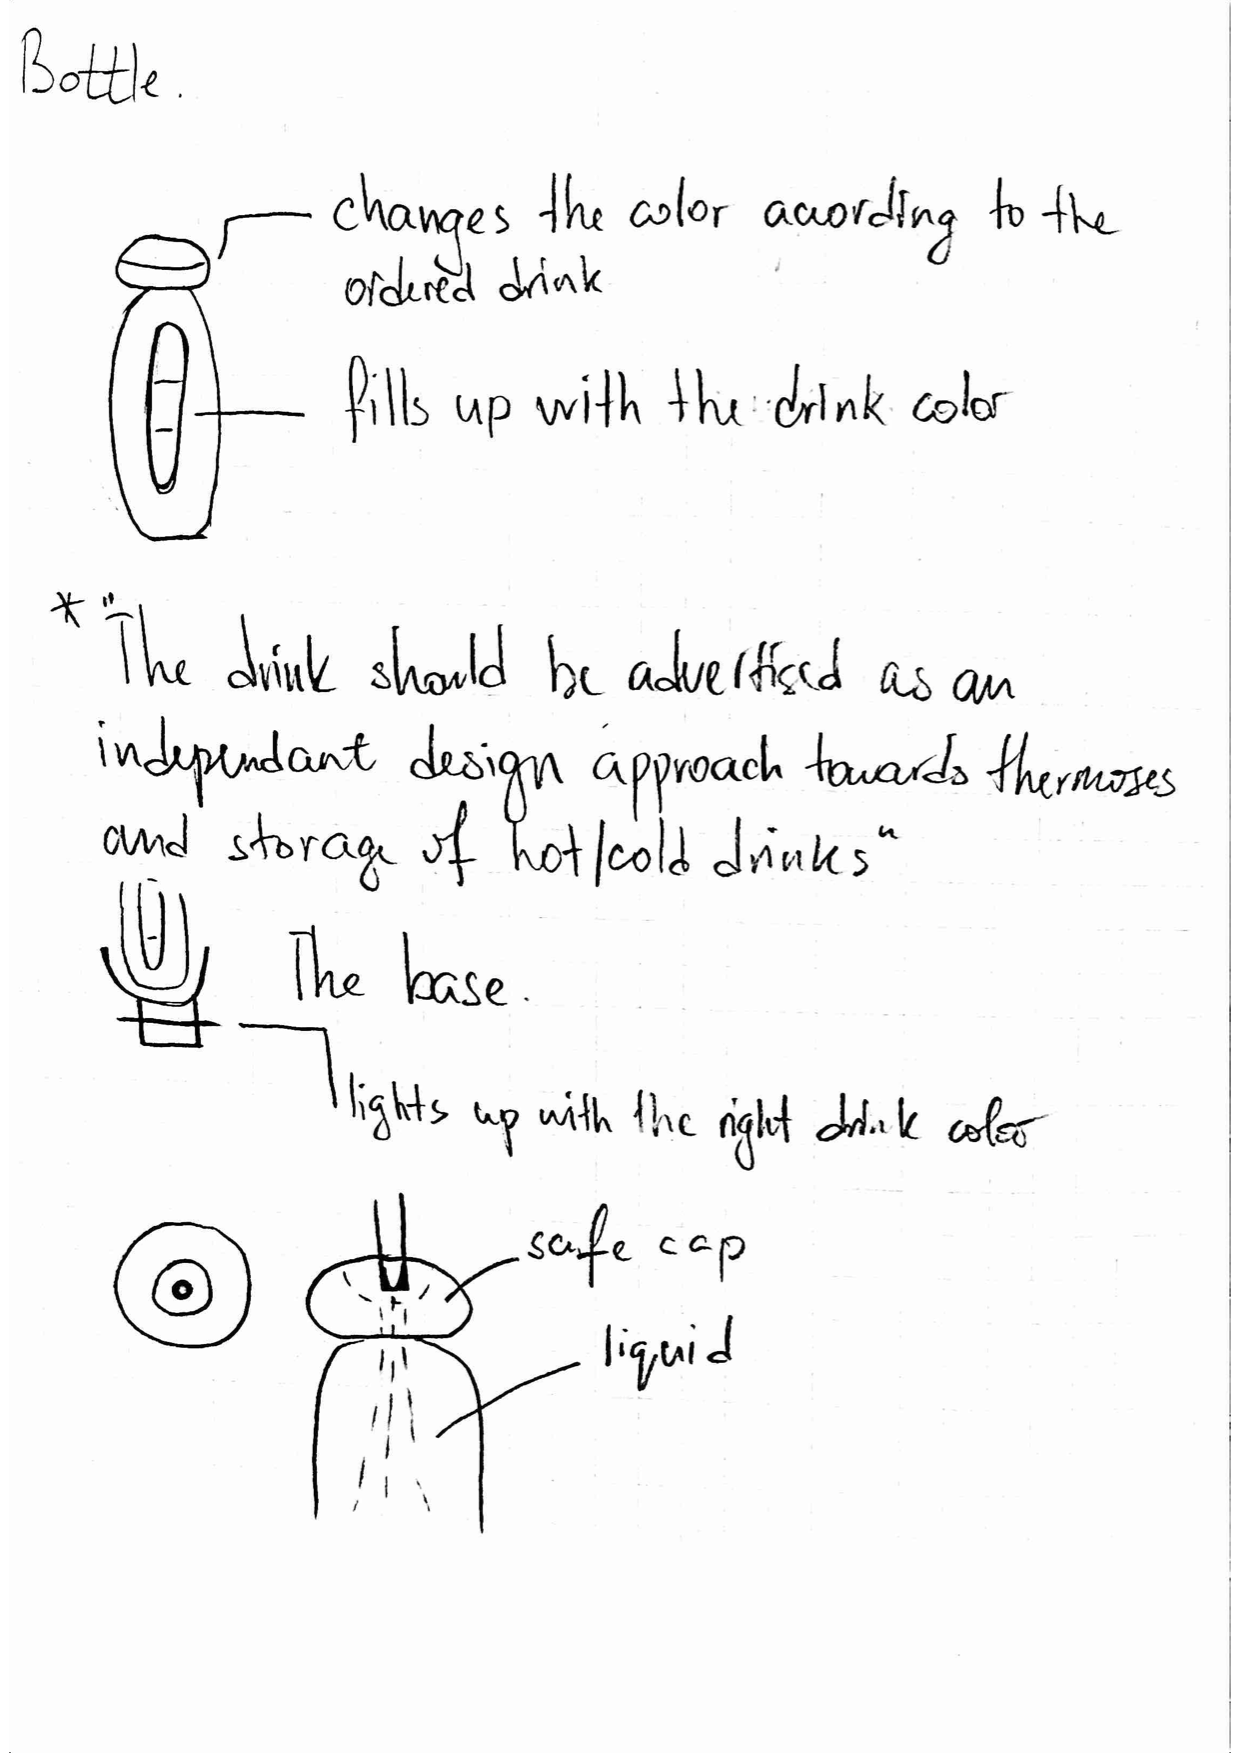 Bottle.
changes the color acuording to the
ordered drink
fills up with the drink color
* "The drink should be advertised as an
independant design approach towards thermoses
and storage of hot/cold drinks"
The base.
lights up with the right drink color
safe cap
liquid